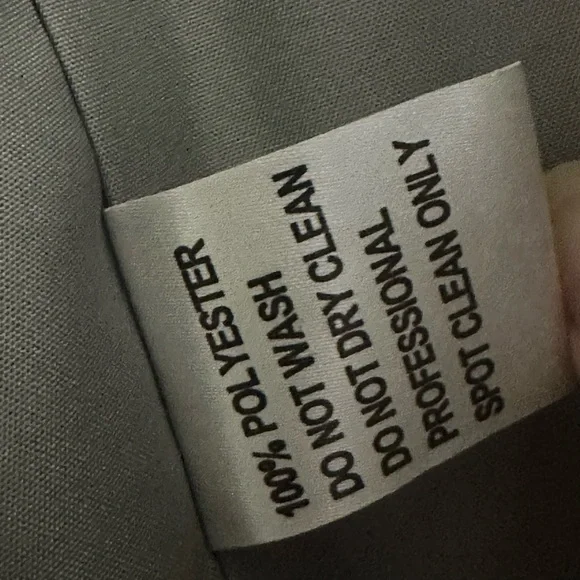 100% POLYESTER
DO NOT WASH
DO NOT DRY CLEAN
PROFESSIONAL
SPOT CLEAN ONLY